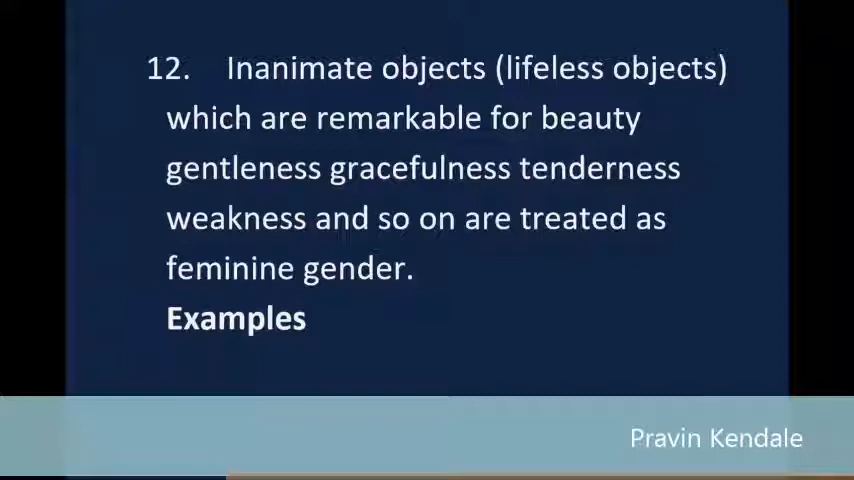 12. Inanimate objects (lifeless objects)
which are remarkable for beauty
gentleness gracefulness tenderness
weakness and so on are treated as
feminine gender.
Examples
Pravin Kendale